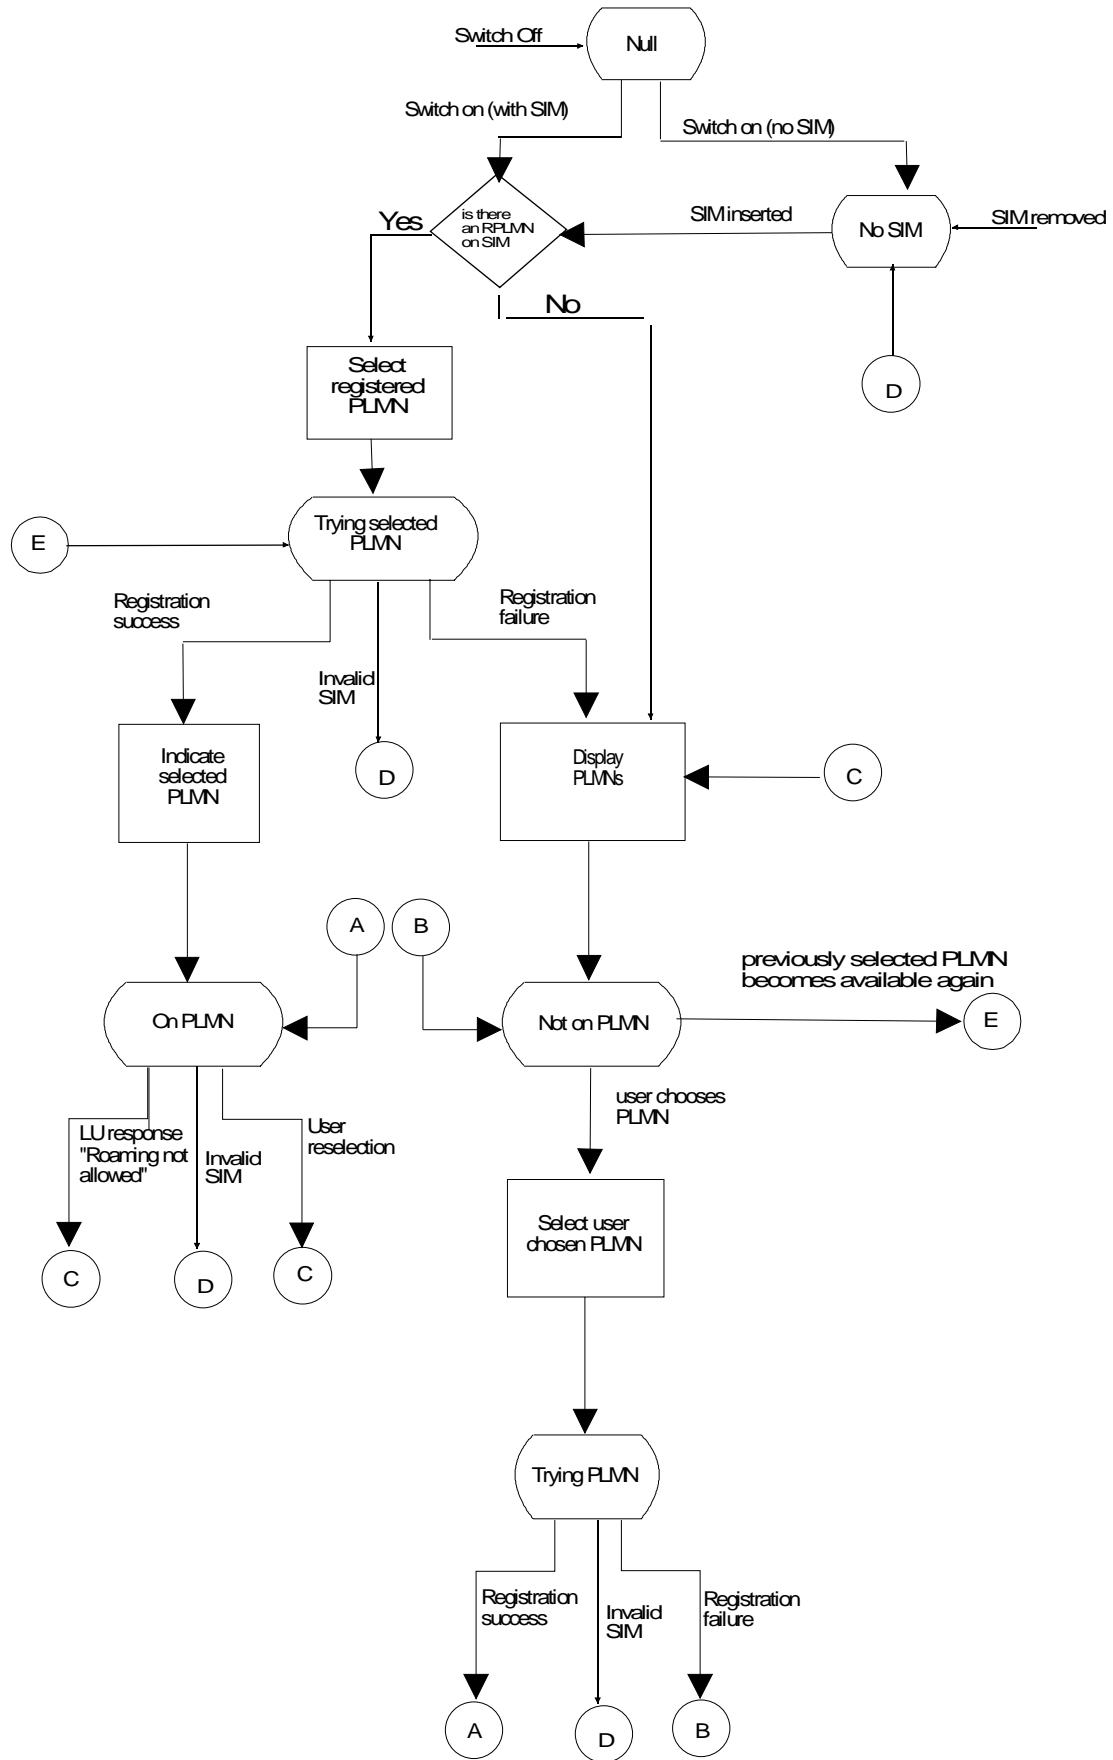 Switch Off
Null
Switch on (with SIM)
Switch on (no SIM)
is there
an RPLMN
on SIM
Yes
SIM inserted
No SIM
SIM removed
No
Select
registered
PLMN
D
Trying selected
PLMN
E
Registration
success
Invalid
SIM
Registration
failure
Indicate
selected
PLMN
D
Display
PLMNs
C
A
B
previously selected PLMN
becomes available again
On PLMN
Not on PLMN
E
user chooses
PLMN
LU response
"Roaming not
allowed"
Invalid
SIM
User
reselection
Select user
chosen PLMN
C
D
C
Trying PLMN
Registration
success
Invalid
SIM
Registration
failure
A
D
B